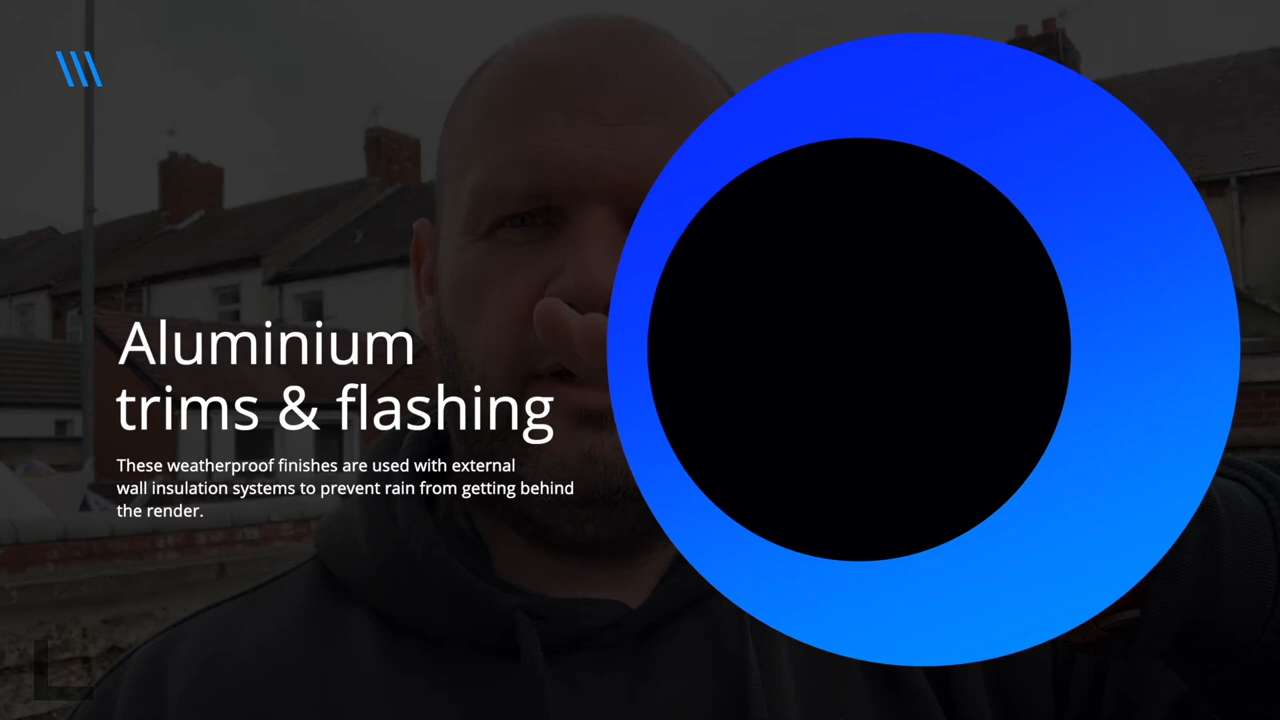 Aluminium
trims & flashing
These weatherproof finishes are used with external
wall insulation systems to prevent rain from getting behind
the render.